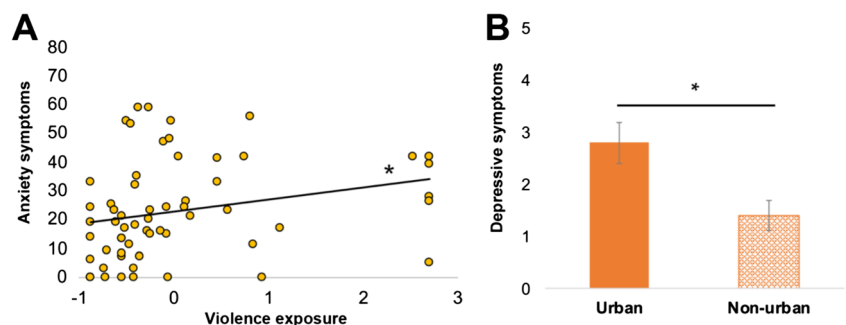 A
80
70
60
50
40
30
20
10
0
Anxiety symptoms
*
-1 0 1 2 3
Violence exposure
B
5
4
3
2
1
0
Depressive symptoms
*
Urban Non-urban